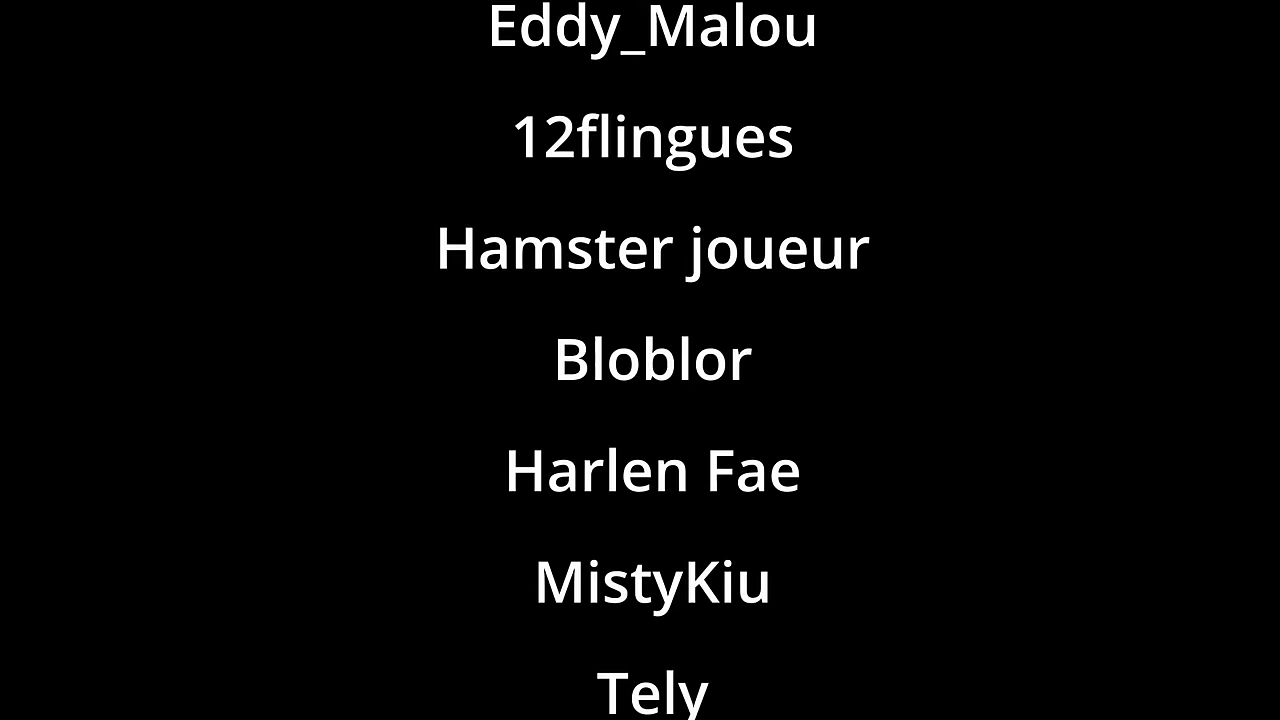 Eddy_Malou
12flingues
Hamster joueur
Bloblor
Harlen Fae
MistyKiu
Tely